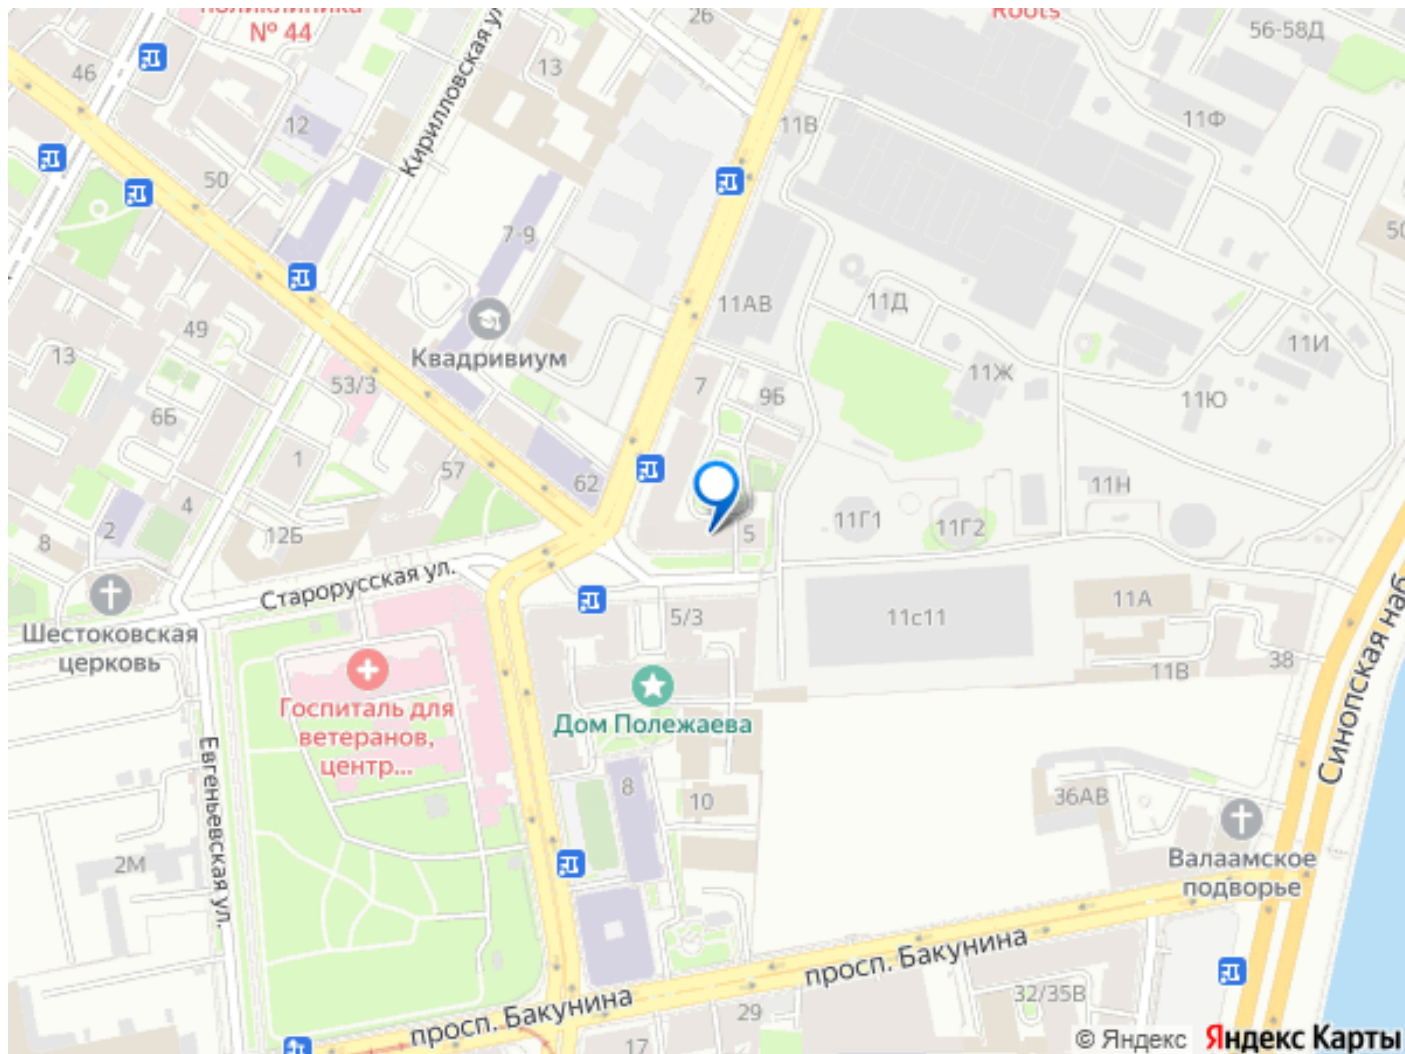 поликлиника
№ 44
26
Roots
56-58Д
46
13
Кирилловская ул.
12
11В
11Ф
50
7-9
50
11АВ
11Д
49
11И
13
53/3
Квадривиум
7
9Б
11Ж
11Ю
6Б
1
57
62
4
2
12Б
8
5
11Г1
11Г2
11Н
Старорусская ул.
Шестоковская
церковь
5/3
11с11
11А
11В
38
Госпиталь для
ветеранов,
центр...
Дом Полежаева
Синопская наб.
Евгеньевская ул.
8
10
36АВ
2М
Валаамское
подворье
просп. Бакунина
просп. Бакунина
32/35В
29
17
© Яндекс Яндекс Карты